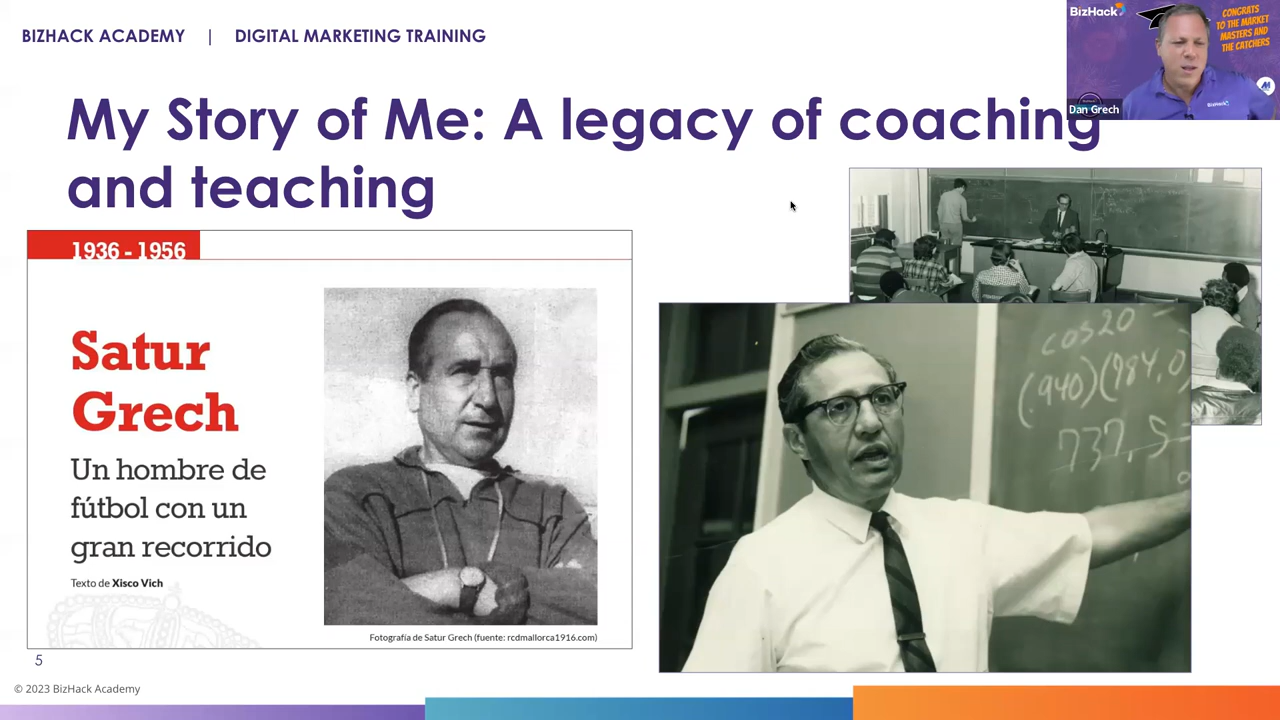 BIZHACK ACADEMY | DIGITAL MARKETING TRAINING
BizHack
CONGRATS
TO THE MARKET
MASTERS AND
THE CATCHERS
BizHack
Dan Grech
My Story of Me: A legacy of coaching
and teaching
1936 - 1956
Satur
Grech
Un hombre de
fútbol con un
gran recorrido
Texto de Xisco Vich
Fotografía de Satur Grech (fuente: rcdmallorca1916.com)
cos20
(.940)(784.0
737.5
5
© 2023 BizHack Academy